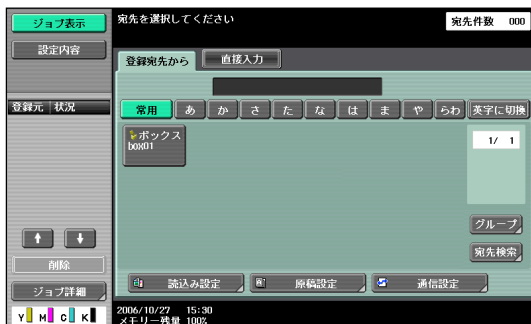 ジョブ表示
宛先を選択してください
宛先件数 000
設定内容
登録宛先から
直接入力
登録元 状況
常用 あ か さ た な は ま や らわ 英字に切換
ボックス
box01
1/ 1
グループ
宛先検索
削除
読込み設定
原稿設定
通信設定
ジョブ詳細
2006/10/27 15:30
メモリー残量 100%
Y M C K